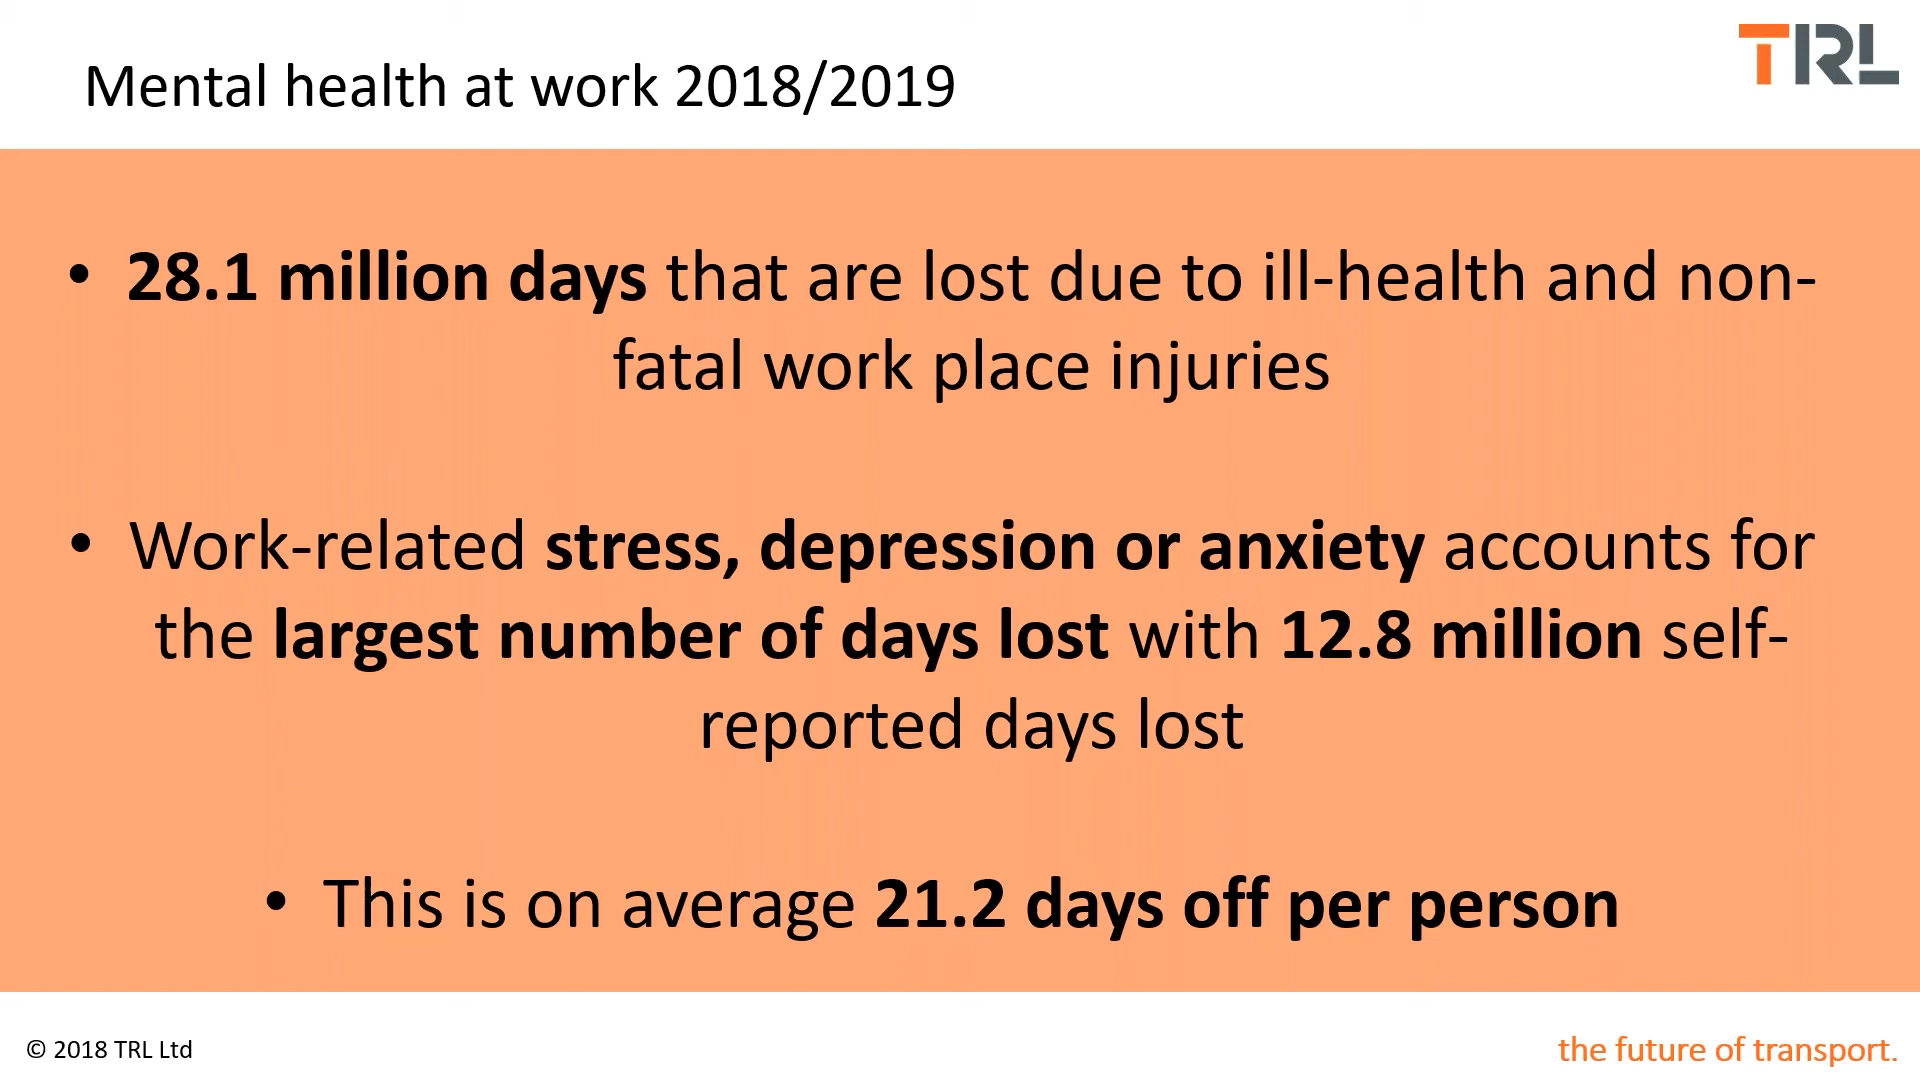 Mental health at work 2018/2019
TRL
• 28.1 million days that are lost due to ill-health and non-
fatal work place injuries
• Work-related stress, depression or anxiety accounts for
the largest number of days lost with 12.8 million self-
reported days lost
• This is on average 21.2 days off per person
© 2018 TRL Ltd
the future of transport.